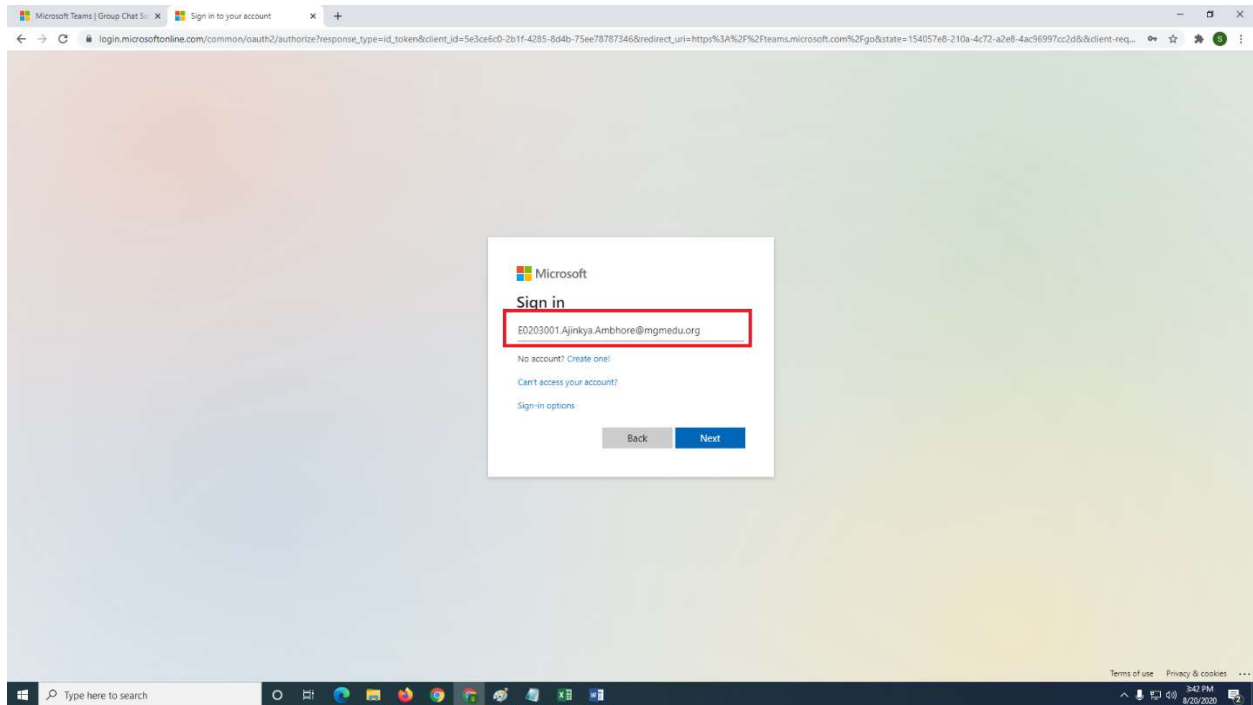 Microsoft Teams | Group Chat So
Sign in to your account
login.microsoftonline.com/common/oauth2/authorize?response_type=id_token&client_id=5e3ce6c0-2b1f-4285-8d4b-75ee78787346&redirect_uri=https%3A%2F%2Fteams.microsoft.com%2Fgo&state=154057e8-210a-4c72-a2e8-4ac96997cc2d&&client-req...
S
Microsoft
Sign in
E0203001.Ajinkya.Ambhore@mgmedu.org
No account? Create one!
Can't access your account?
Sign-in options
Back
Next
Terms of use Privacy & cookies ...
Type here to search
3:42 PM
8/20/2020
2